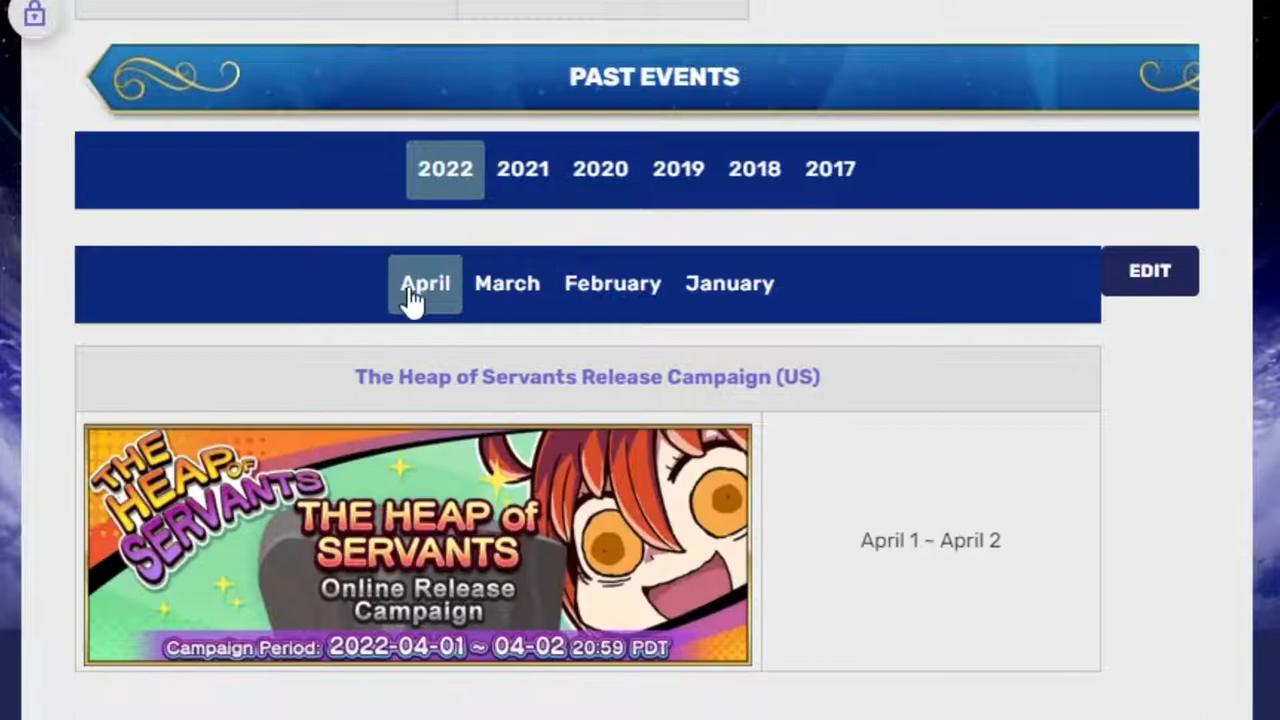 PAST EVENTS
2022 2021 2020 2019 2018 2017
April March February January
EDIT
The Heap of Servants Release Campaign (US)
THE
HEAP OF
SERVANTS
THE HEAP of
SERVANTS
Online Release
Campaign
Campaign Period: 2022-04-01 ~ 04-02 20:59 PDT
April 1 ~ April 2